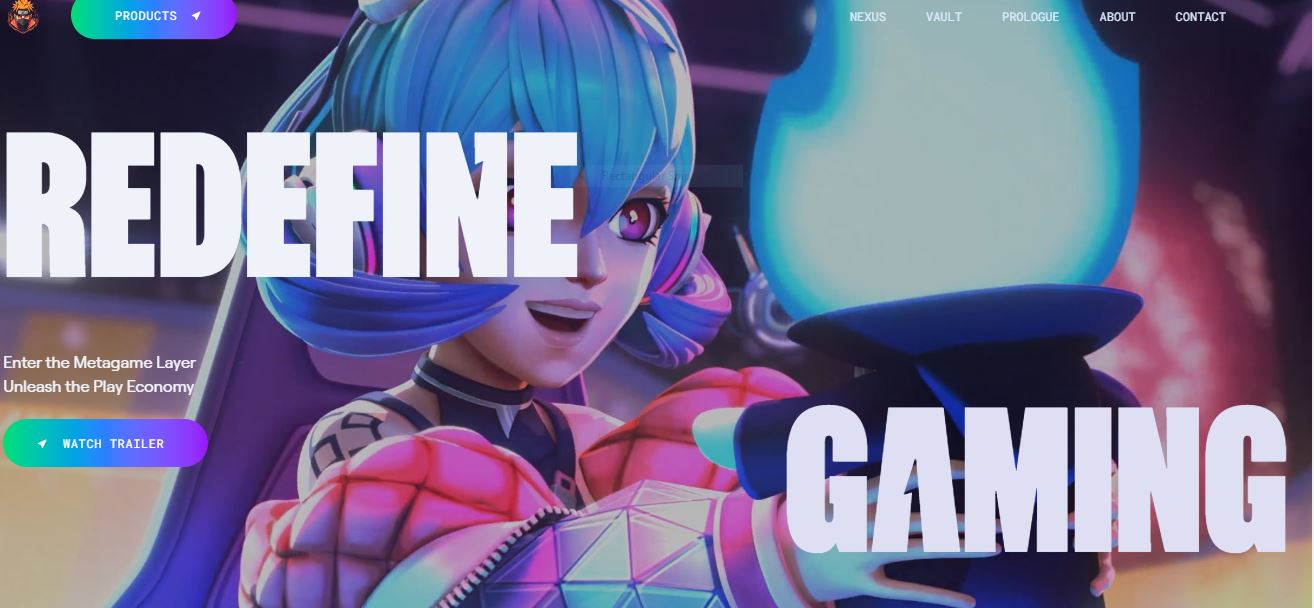 PRODUCTS
NEXUS VAULT PROLOGUE ABOUT CONTACT
REDEFINE
Enter the Metagame Layer
Unleash the Play Economy
WATCH TRAILER
GAMING